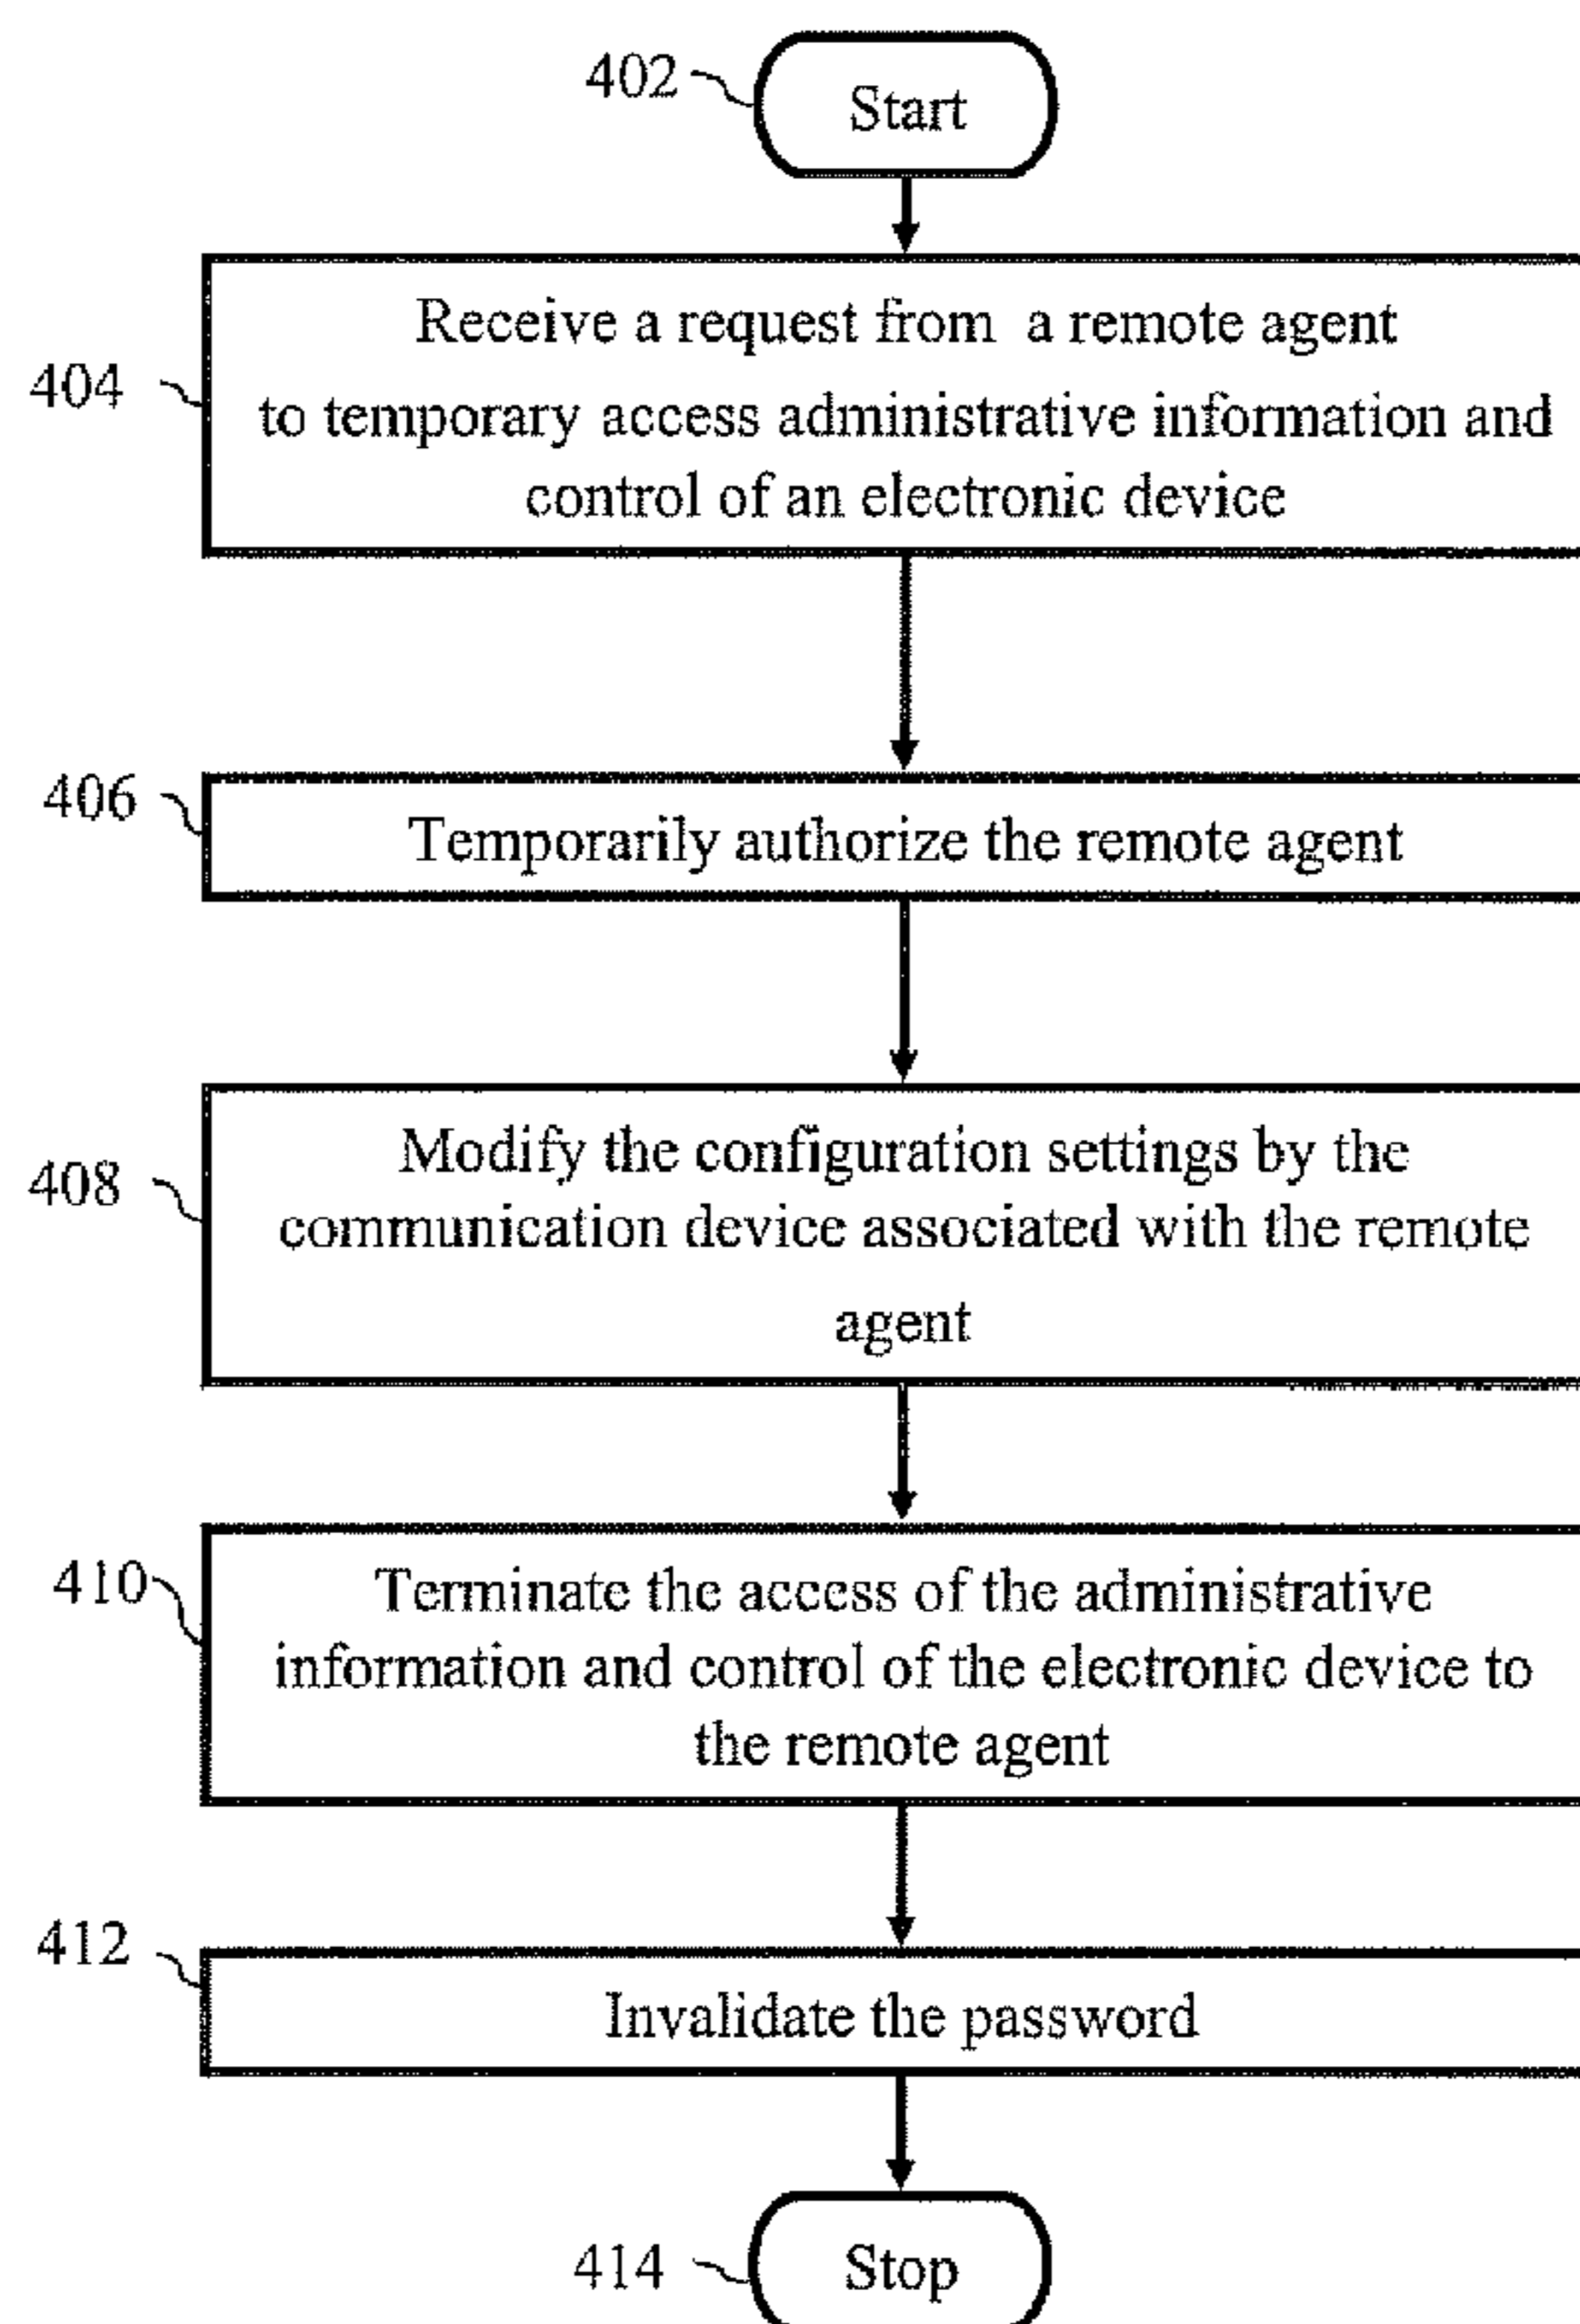 402
Start
404
Receive a request from a remote agent
to temporary access administrative information and
control of an electronic device
406
Temporarily authorize the remote agent
408
Modify the configuration settings by the
communication device associated with the remote
agent
410
Terminate the access of the administrative
information and control of the electronic device to
the remote agent
412
Invalidate the password
414
Stop